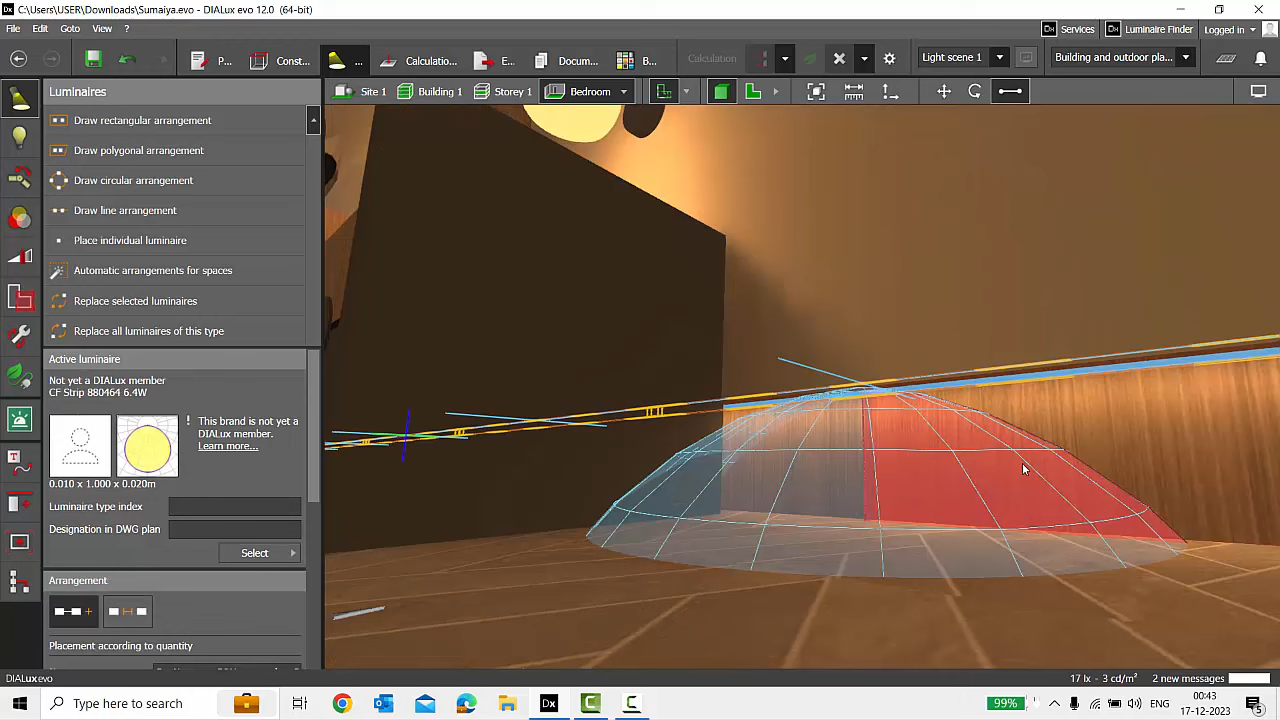 C:\Users\USER\Downloads\Sumaiya.evo - DIALux evo 12.0 (64-bit)
File Edit Goto View ?
Services Luminaire Finder Logged in
P... Const... ... Calculatio... E... Docum... B... Calculation Light scene 1 Building and outdoor pla...
Luminaires
Site 1 Building 1 Storey 1 Bedroom
Draw rectangular arrangement
Draw polygonal arrangement
Draw circular arrangement
Draw line arrangement
Place individual luminaire
Automatic arrangements for spaces
Replace selected luminaires
Replace all luminaires of this type
Active luminaire
Not yet a DIALux member
CF Strip 880464 6.4W
! This brand is not yet a
DIALux member.
Learn more...
0.010 x 1.000 x 0.020m
Luminaire type index
Designation in DWG plan
Select
Arrangement
Placement according to quantity
DIALux evo
17 lx - 3 cd/m² 2 new messages
Type here to search
99%
ENG
00:43
17-12-2023
5